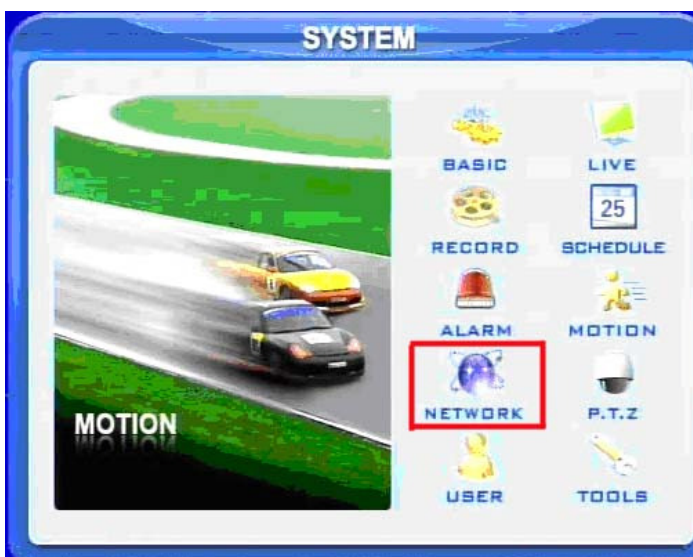 SYSTEM
BASIC
LIVE
25
RECORD
SCHEDULE
ALARM
MOTION
NETWORK
P.T.Z
MOTION
USER
TOOLS